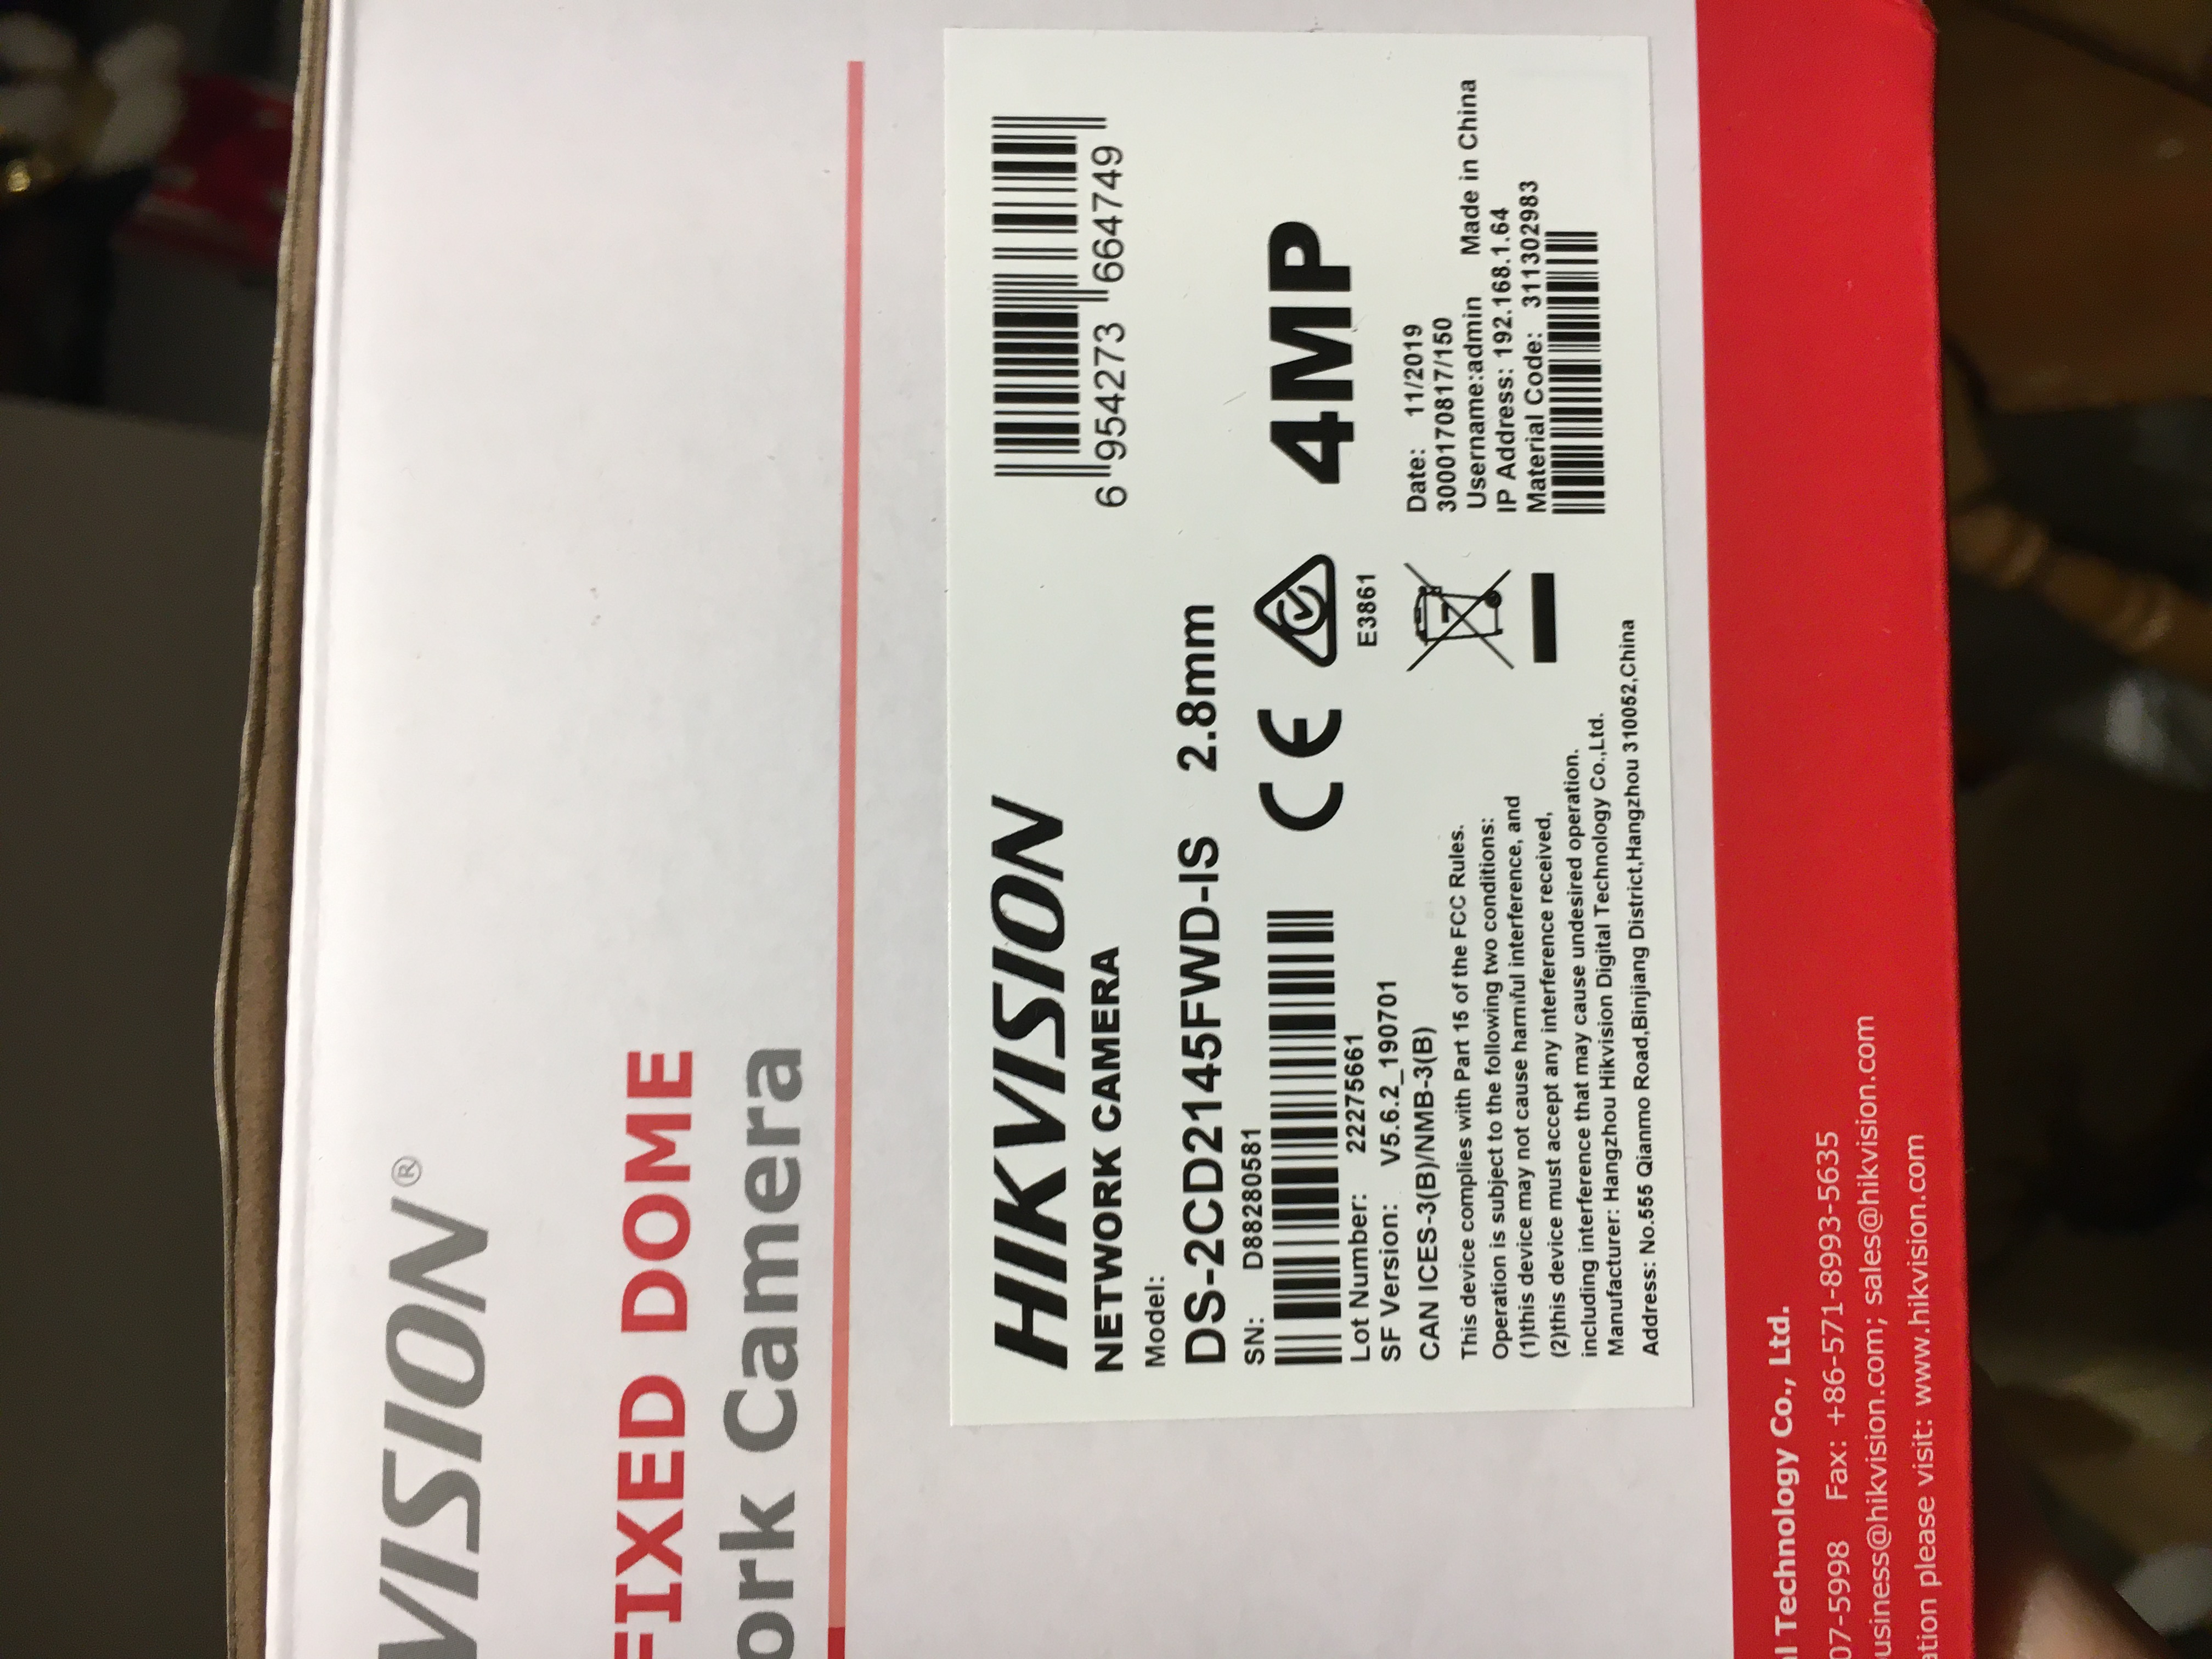 VISION®
FIXED DOME
ork Camera
HIKVISION
NETWORK CAMERA
6 954273 664749
Model:
DS-2CD2145FWD-IS 2.8mm
SN: D88280581
CE
E3861
4MP
Lot Number: 22275661
SF Version: V5.6.2_190701
CAN ICES-3(B)/NMB-3(B)
This device complies with Part 15 of the FCC Rules.
Operation is subject to the following two conditions:
(1)this device may not cause harmful interference, and
(2)this device must accept any interference received,
including interference that may cause undesired operation.
Manufacturer: Hangzhou Hikvision Digital Technology Co.,Ltd.
Address: No.555 Qianmo Road,Binjiang District,Hangzhou 310052,China
Date: 11/2019
3000170817/150
Username:admin Made in China
IP Address: 192.168.1.64
Material Code: 311302983
al Technology Co., Ltd.
07-5998 Fax: +86-571-8993-5635
usiness@hikvision.com; sales@hikvision.com
ation please visit: www.hikvision.com